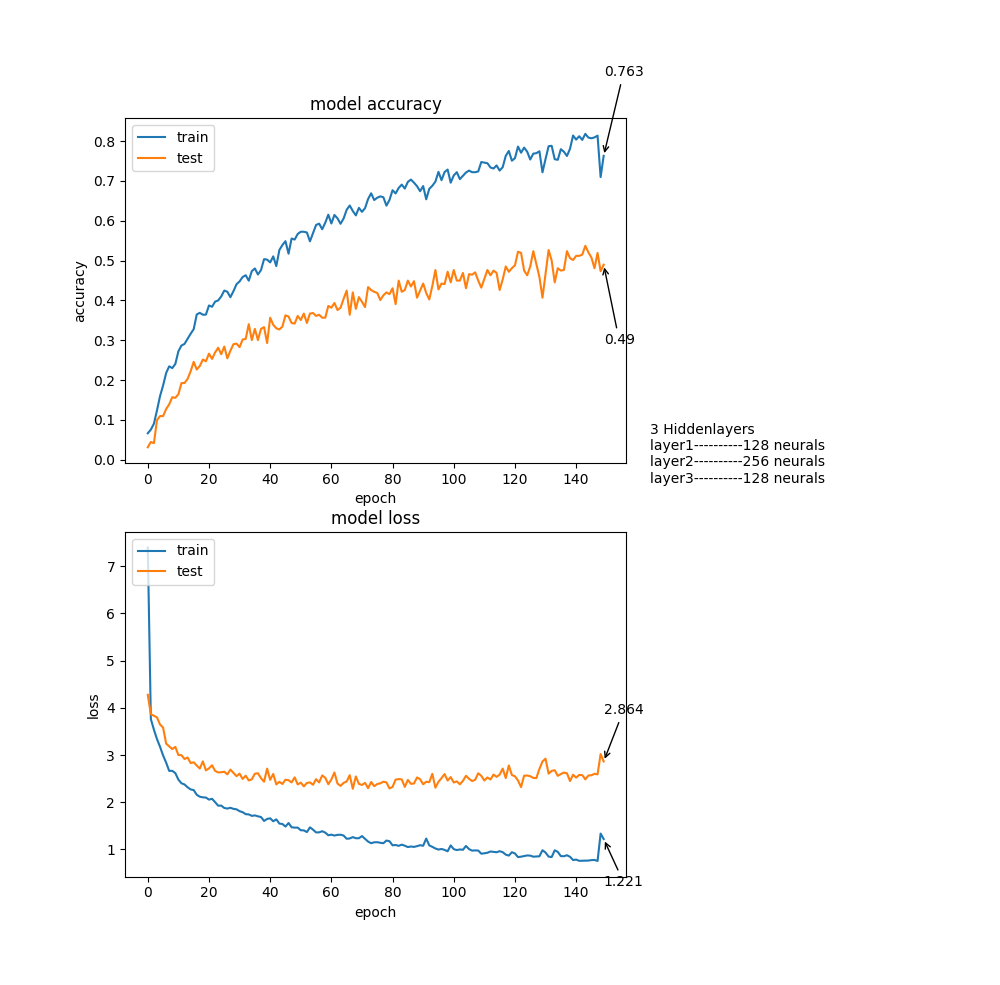 0.763
model accuracy
train
test
0.8
0.7
0.6
0.5
0.4
0.3
0.2
0.1
0.0
accuracy
0.49
0 20 40 60 80 100 120 140
epoch
3 Hiddenlayers
layer1----------128 neurals
layer2----------256 neurals
layer3----------128 neurals
model loss
train
test
7
6
5
4
3
2
1
loss
2.864
1.221
0 20 40 60 80 100 120 140
epoch